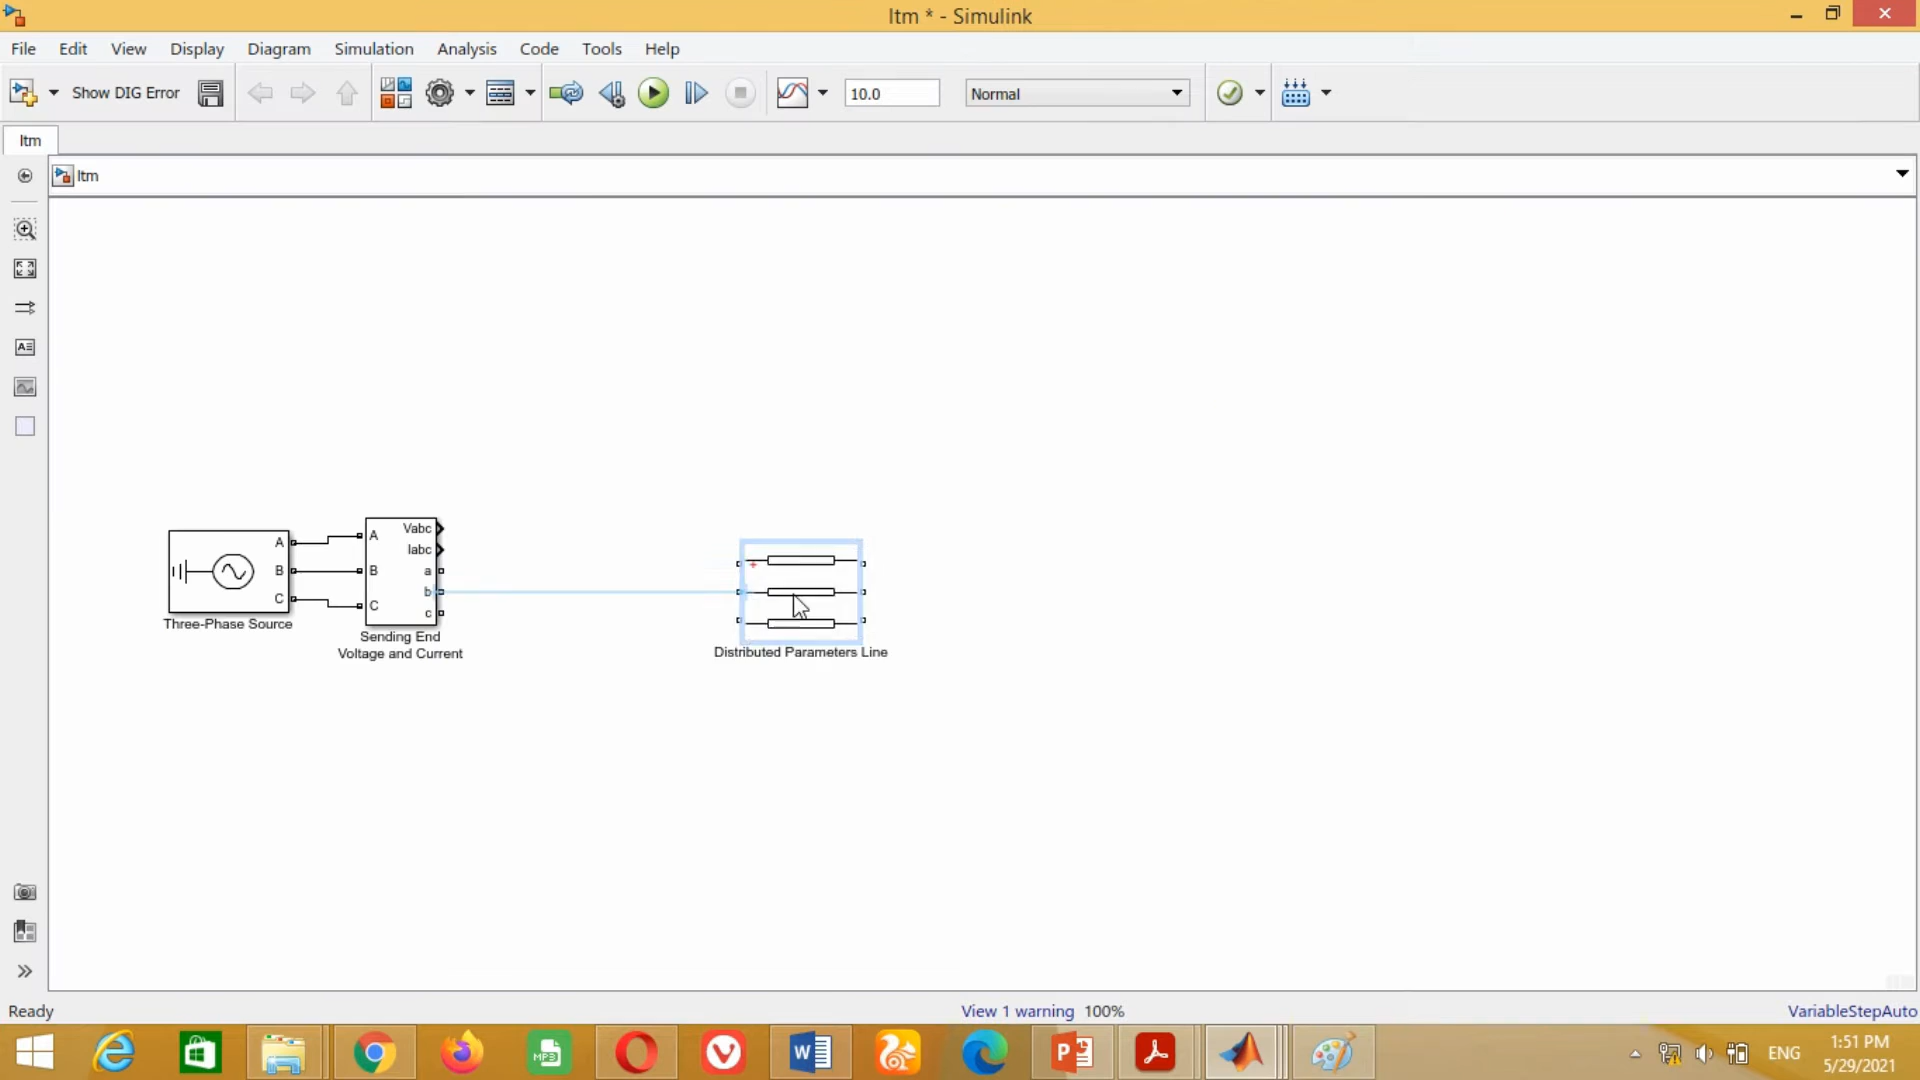 ltm * - Simulink
File Edit View Display Diagram Simulation Analysis Code Tools Help
Show DIG Error 10.0 Normal
ltm
ltm
A
B
C
Three-Phase Source
A
B
C
Vabc
Iabc
a
b
c
Sending End
Voltage and Current
Distributed Parameters Line
Ready View 1 warning 100% VariableStepAuto
MP3
W
P
ENG
1:51 PM
5/29/2021